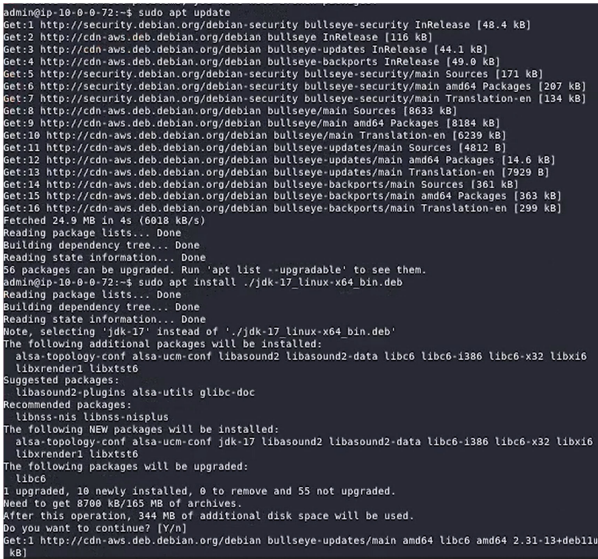 admin@ip-10-0-0-72:~$ sudo apt update
Get:1 http://security.debian.org/debian-security bullseye-security InRelease [48.4 kB]
Get:2 http://cdn-aws.deb.debian.org/debian bullseye InRelease [116 kB]
Get:3 http://cdn-aws.deb.debian.org/debian bullseye-updates InRelease [44.1 kB]
Get:4 http://cdn-aws.deb.debian.org/debian bullseye-backports InRelease [49.0 kB]
Get:5 http://security.debian.org/debian-security bullseye-security/main Sources [171 kB]
Get:6 http://security.debian.org/debian-security bullseye-security/main amd64 Packages [207 kB]
Get:7 http://security.debian.org/debian-security bullseye-security/main Translation-en [134 kB]
Get:8 http://cdn-aws.deb.debian.org/debian bullseye/main Sources [8633 kB]
Get:9 http://cdn-aws.deb.debian.org/debian bullseye/main amd64 Packages [8184 kB]
Get:10 http://cdn-aws.deb.debian.org/debian bullseye/main Translation-en [6239 kB]
Get:11 http://cdn-aws.deb.debian.org/debian bullseye-updates/main Sources [4812 B]
Get:12 http://cdn-aws.deb.debian.org/debian bullseye-updates/main amd64 Packages [14.6 kB]
Get:13 http://cdn-aws.deb.debian.org/debian bullseye-updates/main Translation-en [7929 B]
Get:14 http://cdn-aws.deb.debian.org/debian bullseye-backports/main Sources [361 kB]
Get:15 http://cdn-aws.deb.debian.org/debian bullseye-backports/main amd64 Packages [363 kB]
Get:16 http://cdn-aws.deb.debian.org/debian bullseye-backports/main Translation-en [299 kB]
Fetched 24.9 MB in 4s (6018 kB/s)
Reading package lists... Done
Building dependency tree... Done
Reading state information... Done
56 packages can be upgraded. Run 'apt list --upgradable' to see them.
admin@ip-10-0-0-72:~$ sudo apt install ./jdk-17_linux-x64_bin.deb
Reading package lists... Done
Building dependency tree... Done
Reading state information... Done
Note, selecting 'jdk-17' instead of './jdk-17_linux-x64_bin.deb'
The following additional packages will be installed:
alsa-topology-conf alsa-ucm-conf libasound2 libasound2-data libc6 libc6-i386 libc6-x32 libxi6
libxrender1 libxtst6
Suggested packages:
libasound2-plugins alsa-utils glibc-doc
Recommended packages:
libnss-nis libnss-nisplus
The following NEW packages will be installed:
alsa-topology-conf alsa-ucm-conf jdk-17 libasound2 libasound2-data libc6-i386 libc6-x32 libxi6
libxrender1 libxtst6
The following packages will be upgraded:
libc6
1 upgraded, 10 newly installed, 0 to remove and 55 not upgraded.
Need to get 8700 kB/165 MB of archives.
After this operation, 344 MB of additional disk space will be used.
Do you want to continue? [Y/n]
Get:1 http://cdn-aws.deb.debian.org/debian bullseye-updates/main amd64 libc6 amd64 2.31-13+deb11u
kB]